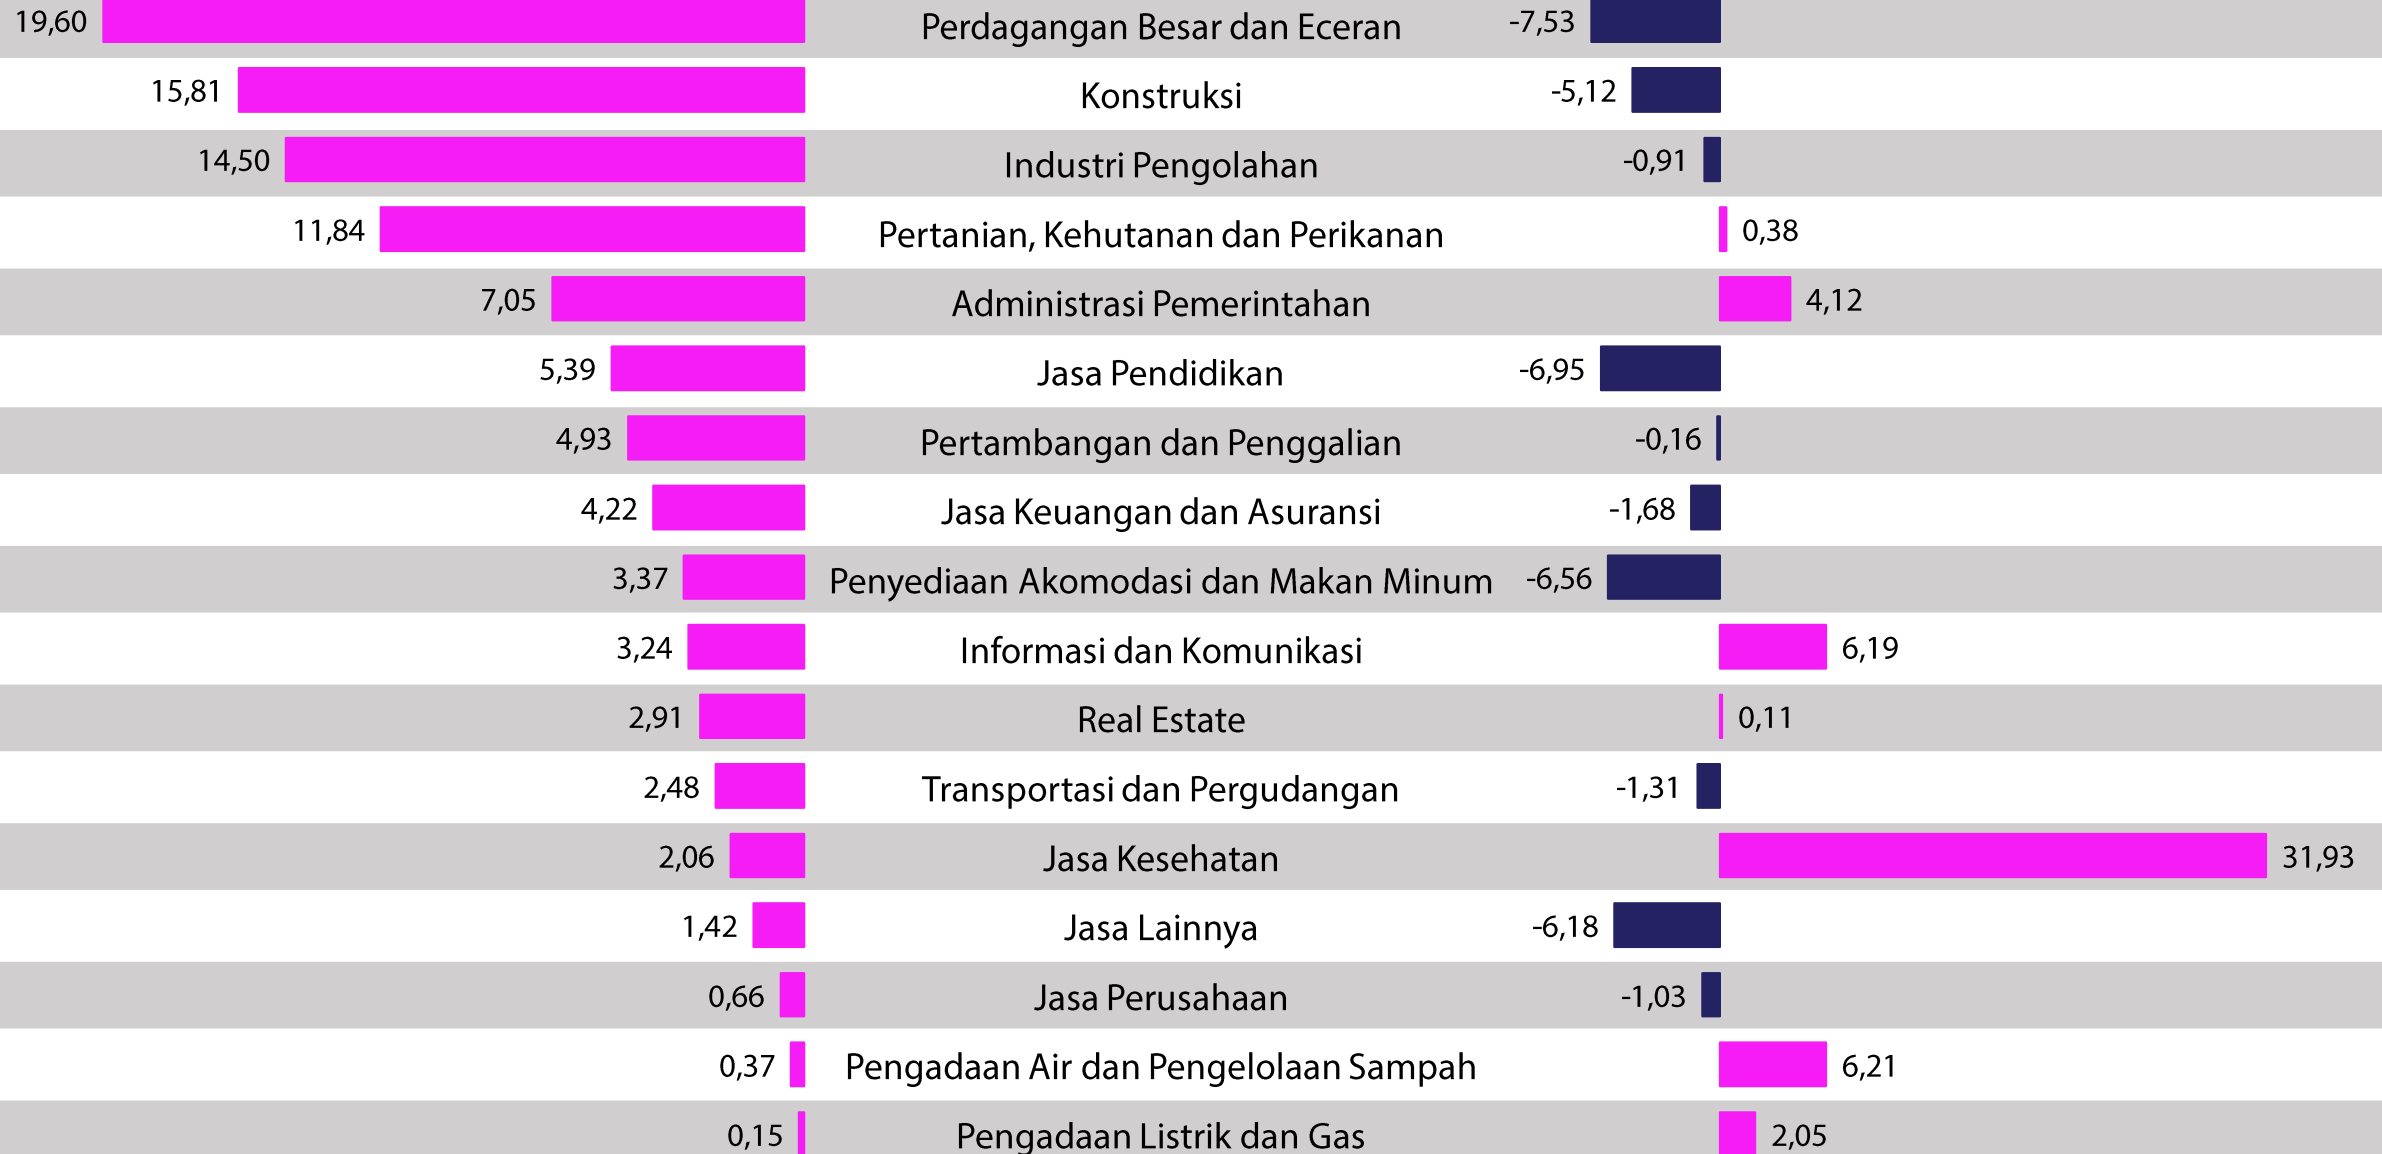 19,60 Perdagangan Besar dan Eceran -7,53
15,81 Konstruksi -5,12
14,50 Industri Pengolahan -0,91
11,84 Pertanian, Kehutanan dan Perikanan 0,38
7,05 Administrasi Pemerintahan 4,12
5,39 Jasa Pendidikan -6,95
4,93 Pertambangan dan Penggalian -0,16
4,22 Jasa Keuangan dan Asuransi -1,68
3,37 Penyediaan Akomodasi dan Makan Minum -6,56
3,24 Informasi dan Komunikasi 6,19
2,91 Real Estate 0,11
2,48 Transportasi dan Pergudangan -1,31
2,06 Jasa Kesehatan 31,93
1,42 Jasa Lainnya -6,18
0,66 Jasa Perusahaan -1,03
0,37 Pengadaan Air dan Pengelolaan Sampah 6,21
0,15 Pengadaan Listrik dan Gas 2,05